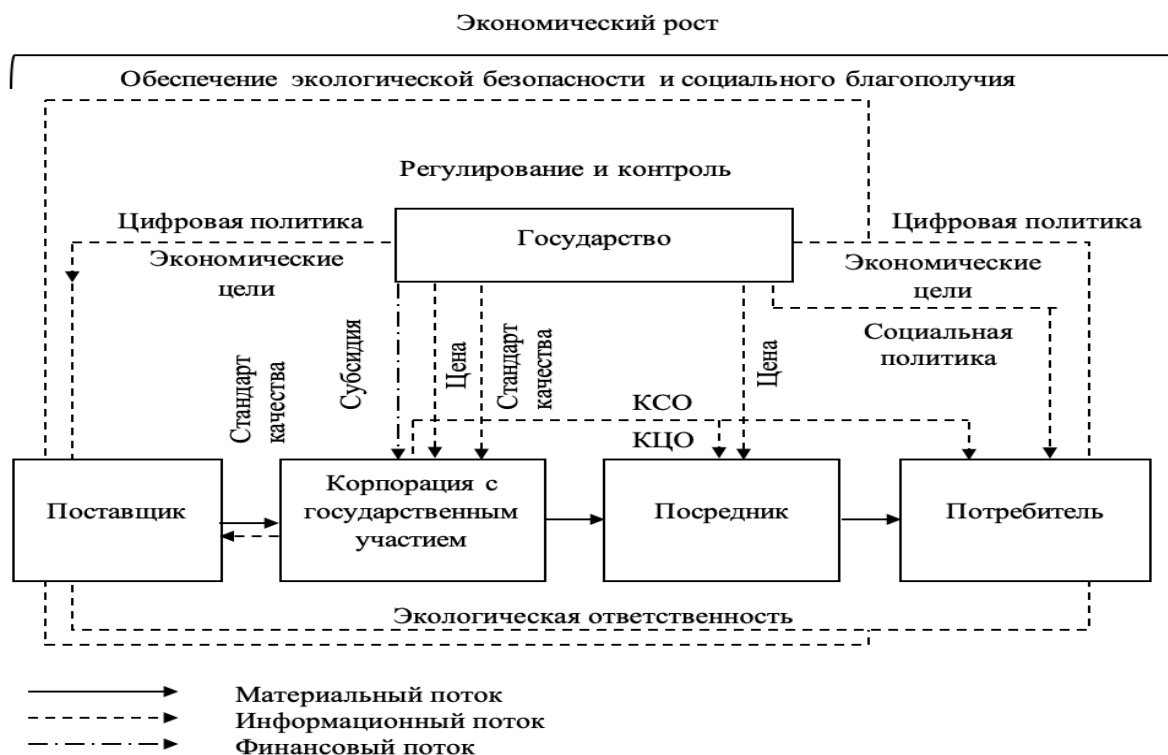 Экономический рост
Обеспечение экологической безопасности и социального благополучия
Регулирование и контроль
Цифровая политика
Государство
Цифровая политика
Экономические
цели
Экономические
цели
Социальная
политика
Стандарт
качества
Субсидия
Цена
Стандарт
качества
Цена
КСО
КЦО
Поставщик
Корпорация с
государственным
участием
Посредник
Потребитель
Экологическая ответственность
Материальный поток
Информационный поток
Финансовый поток